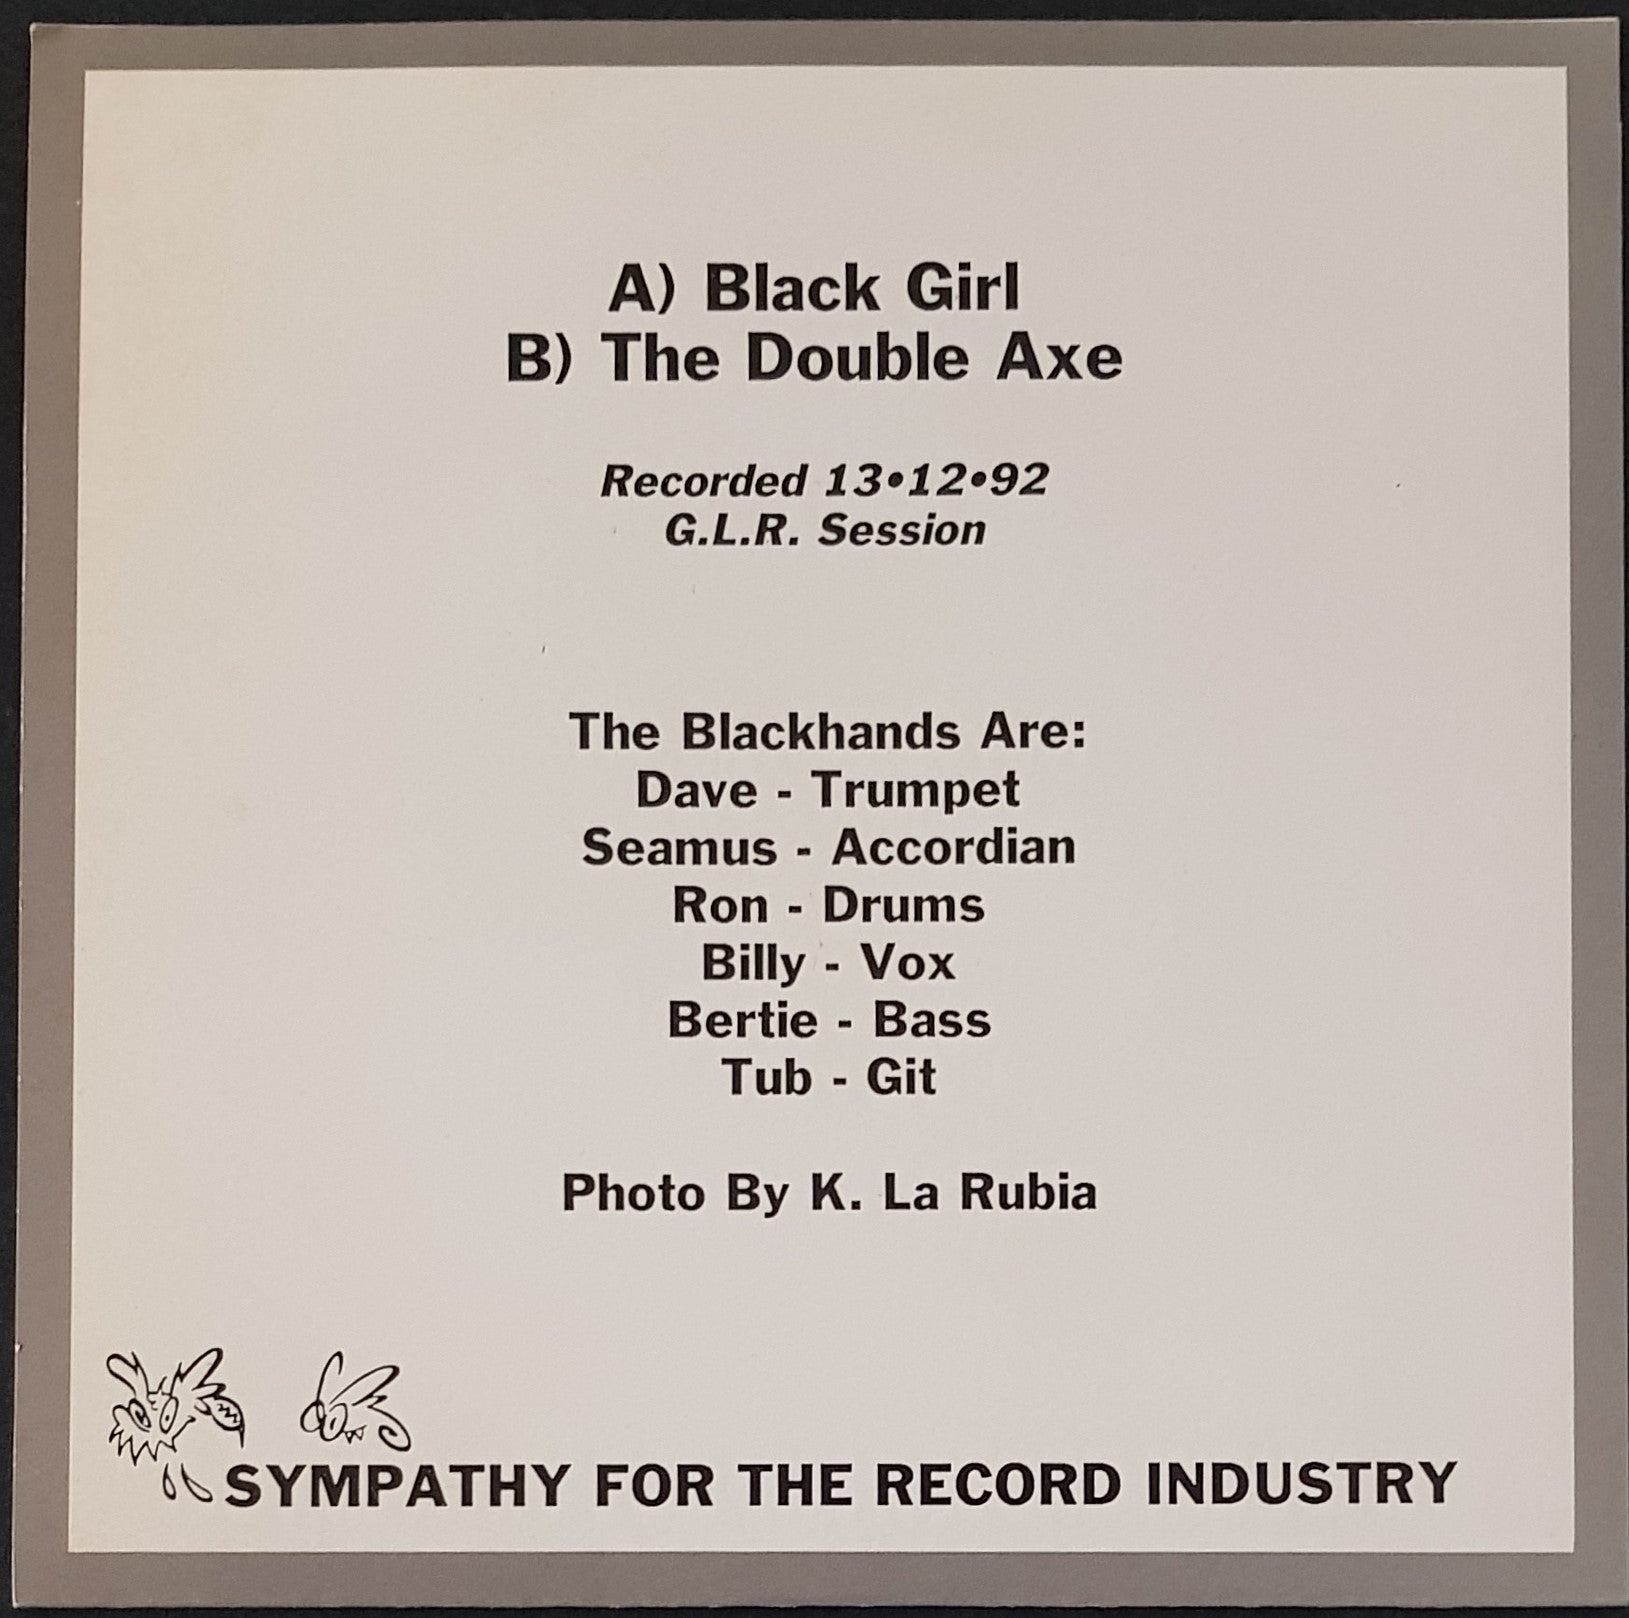 A) Black Girl
B) The Double Axe
Recorded 13•12•92
G.L.R. Session
The Blackhands Are:
Dave - Trumpet
Seamus - Accordian
Ron - Drums
Billy - Vox
Bertie - Bass
Tub - Git
Photo By K. La Rubia
SYMPATHY FOR THE RECORD INDUSTRY